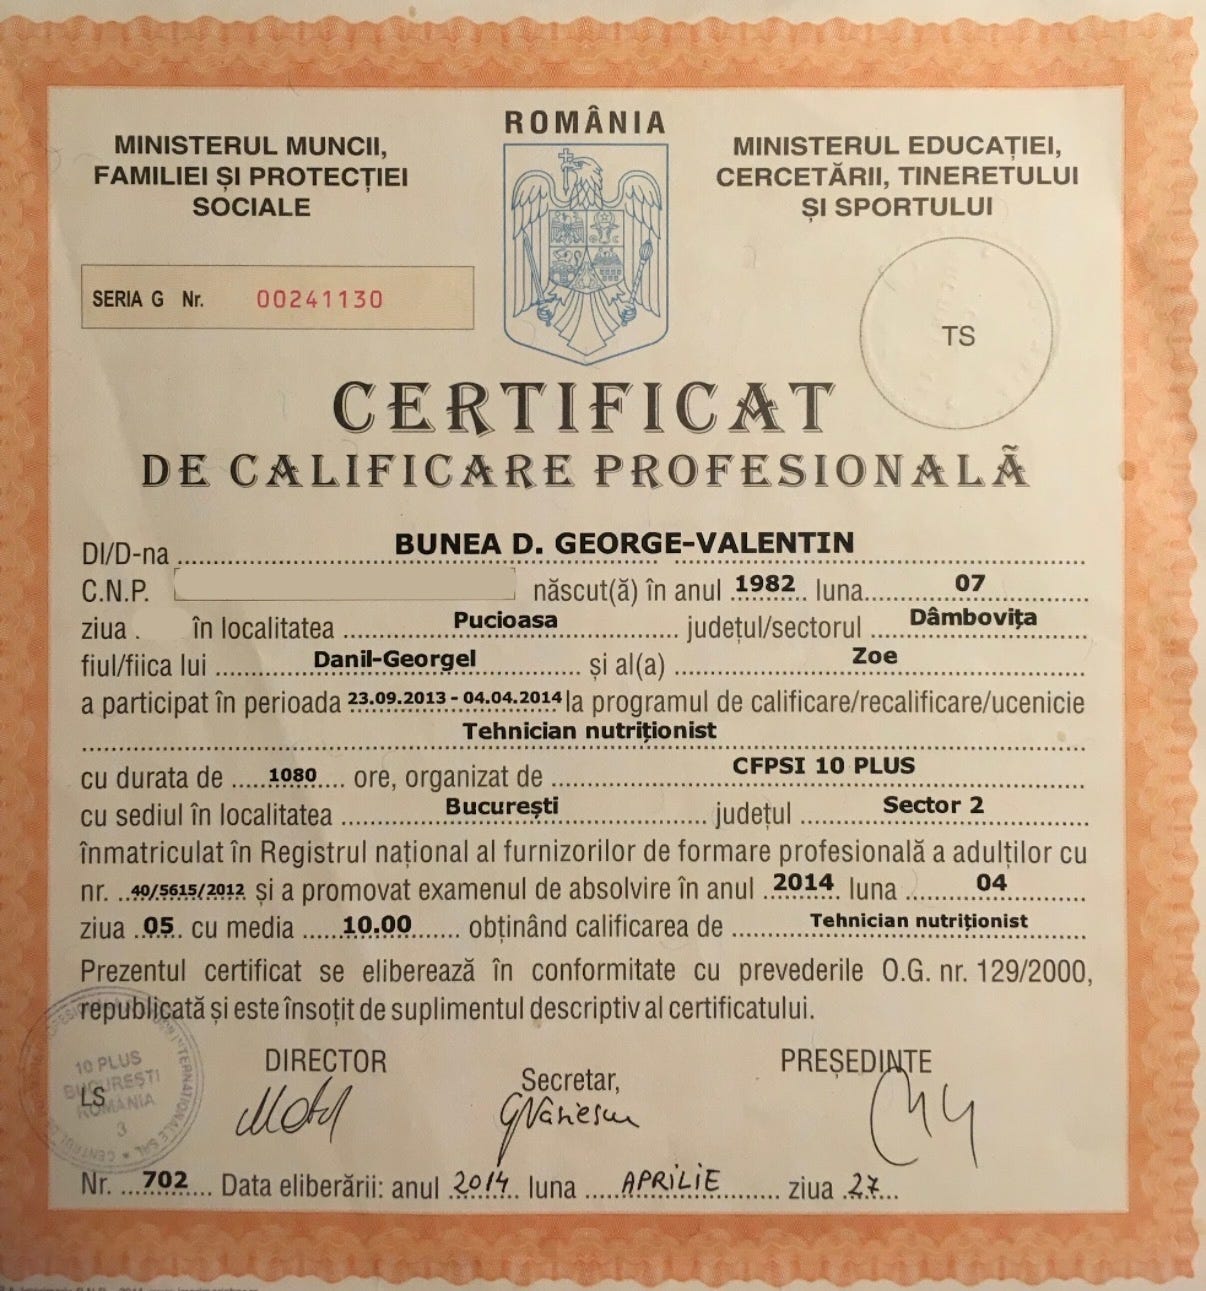 ROMÂNIA
MINISTERUL MUNCII,
FAMILIEI ȘI PROTECȚIEI
SOCIALE
MINISTERUL EDUCAȚIEI,
CERCETĂRII, TINERETULUI
ȘI SPORTULUI
SERIA G Nr. 00241130
TS
CERTIFICAT
DE CALIFICARE PROFESIONALĂ
Dl/D-na BUNEA D. GEORGE-VALENTIN
C.N.P. născut(ă) în anul 1982 luna 07
ziua în localitatea Pucioasa județul/sectorul Dâmbovița
fiul/fiica lui Danil-Georgel și al(a) Zoe
a participat în perioada 23.09.2013 - 04.04.2014 la programul de calificare/recalificare/ucenicie
Tehnician nutriționist
cu durata de 1080 ore, organizat de CFPSI 10 PLUS
cu sediul în localitatea București județul Sector 2
înmatriculat în Registrul național al furnizorilor de formare profesională a adulților cu
nr. 40/5615/2012 și a promovat examenul de absolvire în anul 2014 luna 04
ziua 05 cu media 10.00 obținând calificarea de Tehnician nutriționist
Prezentul certificat se eliberează în conformitate cu prevederile O.G. nr. 129/2000,
republicată și este însoțit de suplimentul descriptiv al certificatului.
DIRECTOR
Secretar,
PREȘEDINTE
10 PLUS
BUCUREȘTI
ROMANIA
3
LS
Nr. 702 Data eliberării: anul 2014 luna APRILIE ziua 27